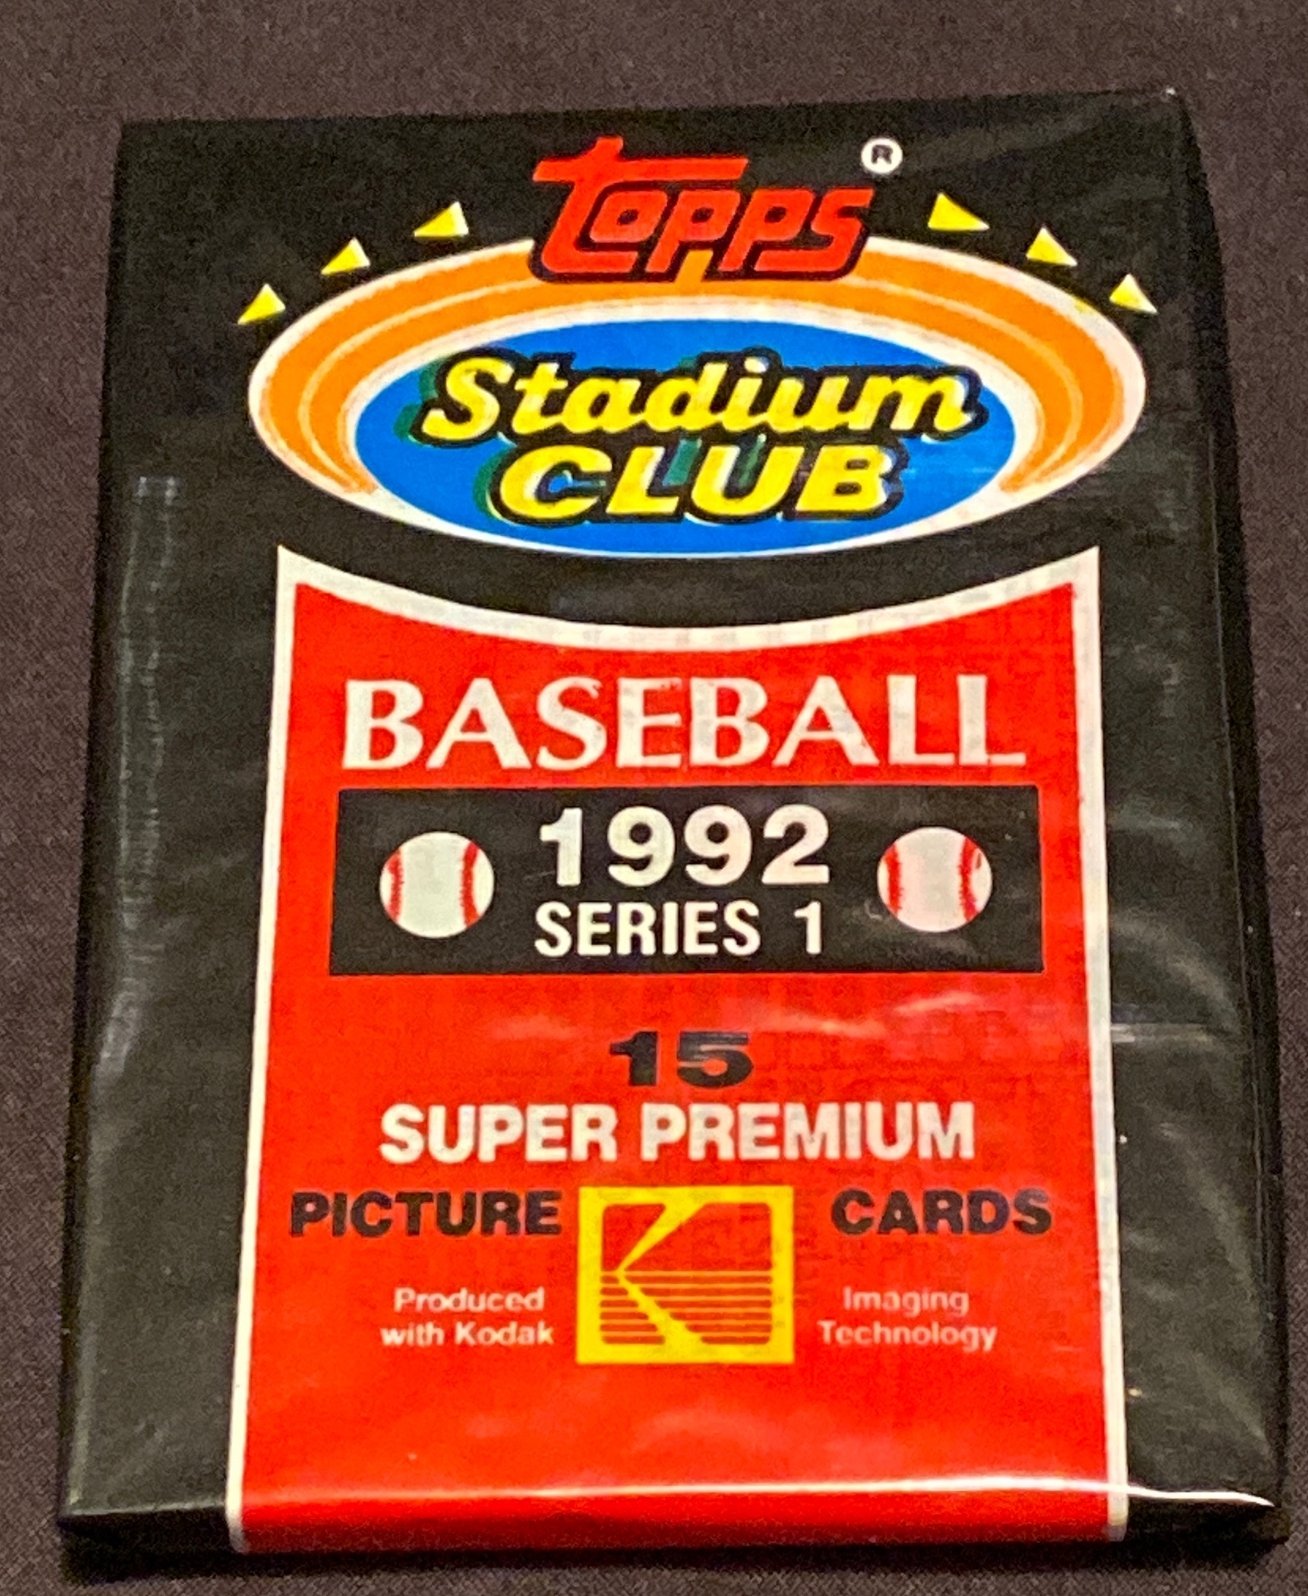 Topps ®
Stadium
CLUB
BASEBALL
1992
SERIES 1
15
SUPER PREMIUM
PICTURE CARDS
Produced Imaging
with Kodak Technology